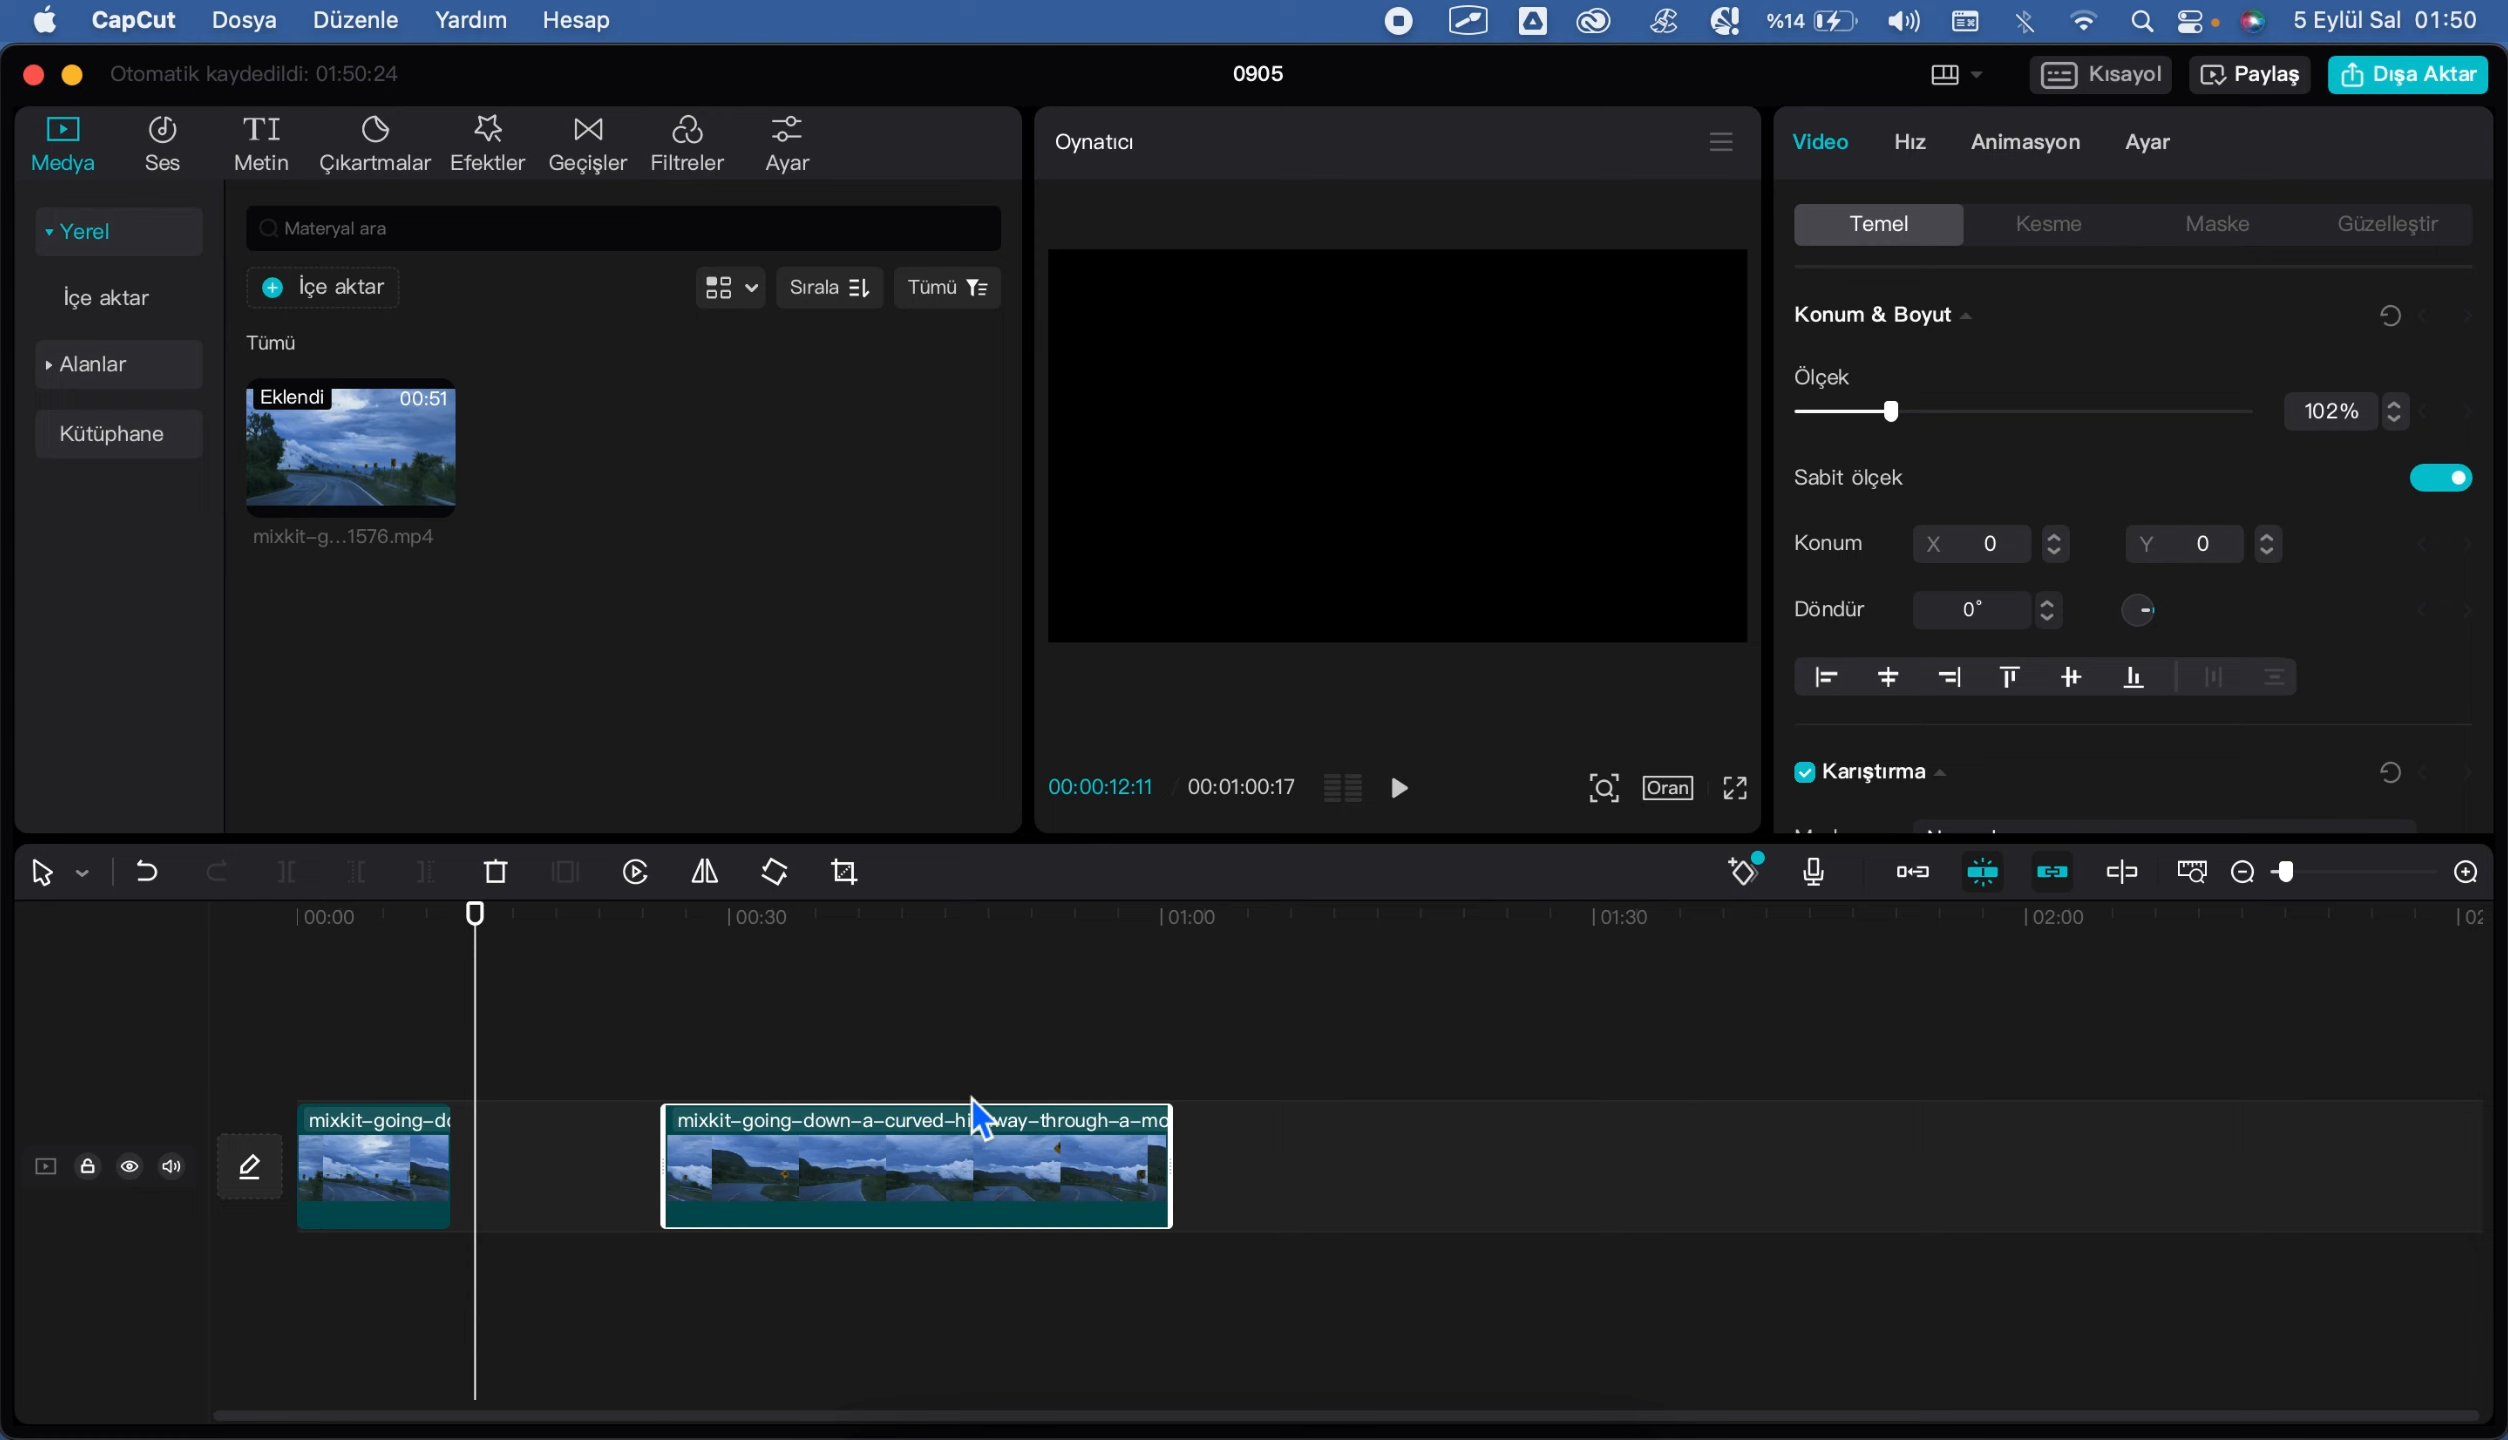 CapCut Dosya Düzenle Yardım Hesap %14 5 Eylül Sal 01:50
Otomatik kaydedildi: 01:50:24 0905 Kısayol Paylaş Dışa Aktar
Medya Ses Metin Çıkartmalar Efektler Geçişler Filtreler Ayar
Yerel
İçe aktar
Alanlar
Kütüphane
Materyal ara
İçe aktar Sırala Tümü
Tümü
Eklendi 00:51
mixkit-g...1576.mp4
Oynatıcı
00:00:12:11 / 00:01:00:17 Oran
Video Hız Animasyon Ayar
Temel Kesme Maske Güzelleştir
Konum & Boyut
Ölçek
102%
Sabit ölçek
Konum X 0 Y 0
Döndür 0°
Karıştırma
00:00 00:30 01:00 01:30 02:00
mixkit-going-do mixkit-going-down-a-curved-hi way-through-a-mo